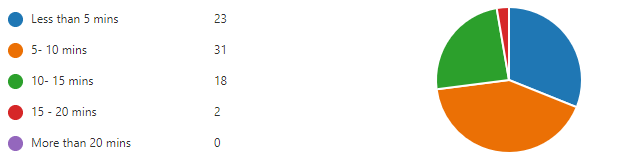 Less than 5 mins 23
5- 10 mins 31
10- 15 mins 18
15 - 20 mins 2
More than 20 mins 0